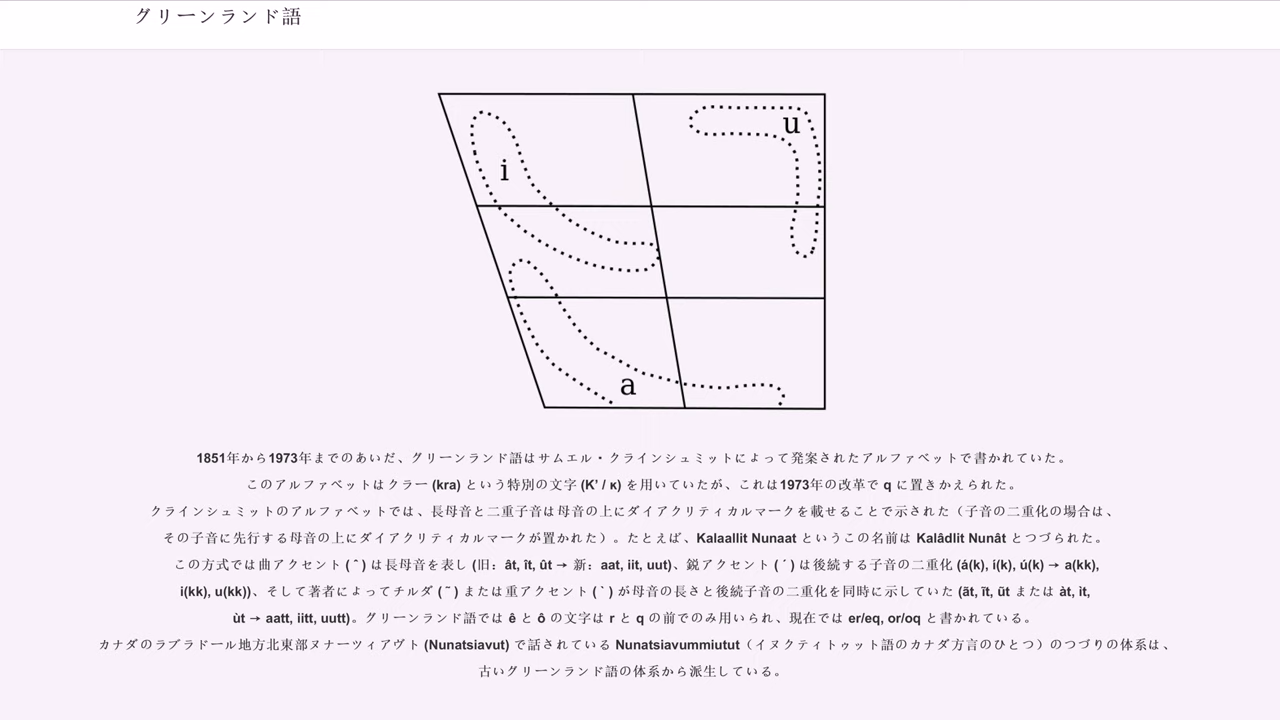 グリーンランド語
i
u
a
1851年から1973年までのあいだ、グリーンランド語はサムエル・クラインシュミットによって発案されたアルファベットで書かれていた。
このアルファベットはクラー (kra) という特別の文字 (Kʼ / ĸ) を用いていたが、これは1973年の改革で q に置きかえられた。
クラインシュミットのアルファベットでは、長母音と二重子音は母音の上にダイアクリティカルマークを載せることで示された（子音の二重化の場合は、
その子音に先行する母音の上にダイアクリティカルマークが置かれた）。たとえば、Kalaallit Nunaat というこの名前は Kalâdlit Nunât とつづられた。
この方式では曲アクセント ( ˆ ) は長母音を表し (旧：ât, ît, ût → 新：aat, iit, uut)、鋭アクセント ( ´ ) は後続する子音の二重化 (á(k), í(k), ú(k) → a(kk),
i(kk), u(kk))、そして著者によってチルダ ( ˜ ) または重アクセント ( ` ) が母音の長さと後続子音の二重化を同時に示していた (ãt, ĩt, ũt または àt, ìt,
ùt → aatt, iitt, uutt)。グリーンランド語では ê と ô の文字は r と q の前でのみ用いられ、現在では er/eq, or/oq と書かれている。
カナダのラブラドール地方北東部ヌナーツィアヴト (Nunatsiavut) で話されている Nunatsiavummiutut（イヌクティトゥット語のカナダ方言のひとつ）のつづりの体系は、
古いグリーンランド語の体系から派生している。